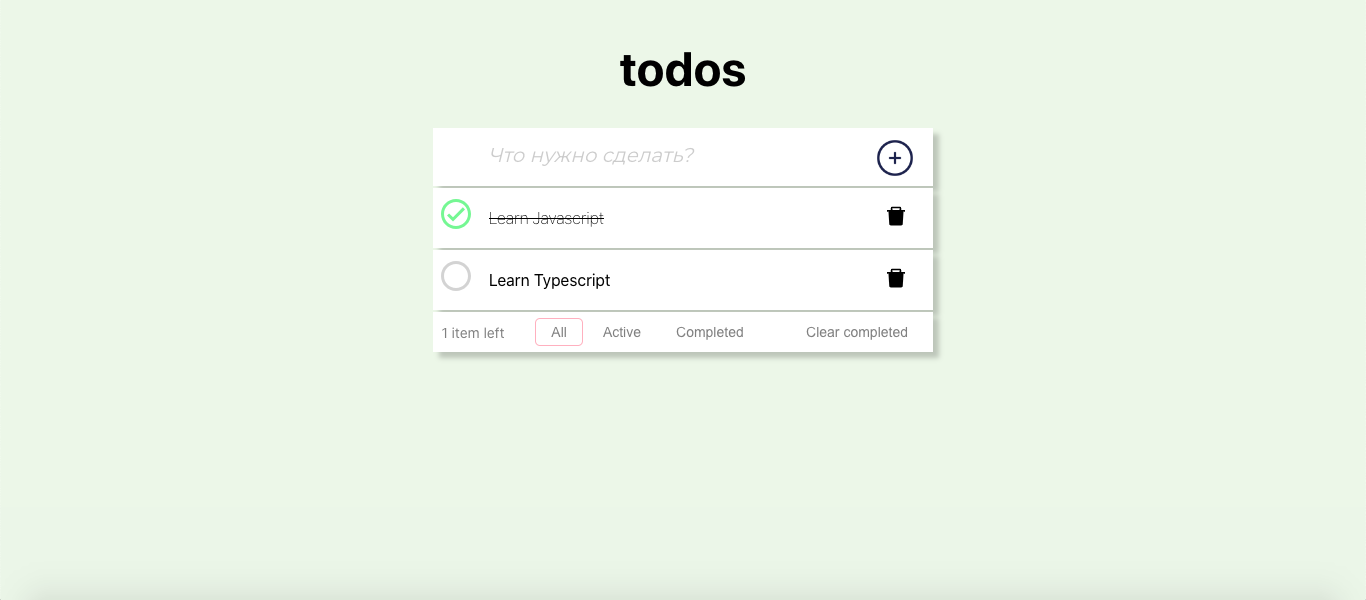 todos
Что нужно сделать?
Learn Javascript
Learn Typescript
1 item left All Active Completed Clear completed